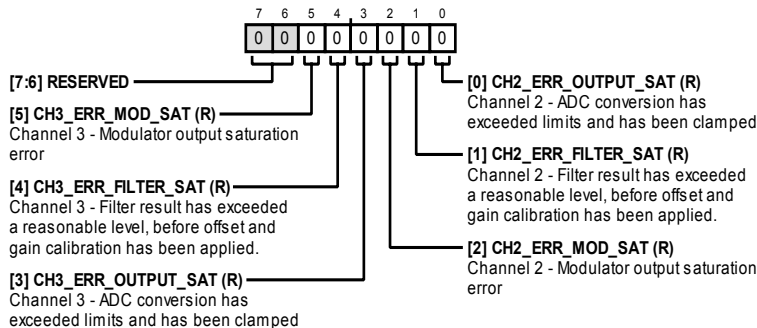 7 6 5 4 3 2 1 0
0 0 0 0 0 0 0 0
[7:6] RESERVED
[5] CH3_ERR_MOD_SAT (R)
Channel 3 - Modulator output saturation
error
[4] CH3_ERR_FILTER_SAT (R)
Channel 3 - Filter result has exceeded
a reasonable level, before offset and
gain calibration has been applied.
[3] CH3_ERR_OUTPUT_SAT (R)
Channel 3 - ADC conversion has
exceeded limits and has been clamped
[0] CH2_ERR_OUTPUT_SAT (R)
Channel 2 - ADC conversion has
exceeded limits and has been clamped
[1] CH2_ERR_FILTER_SAT (R)
Channel 2 - Filter result has exceeded
a reasonable level, before offset and
gain calibration has been applied.
[2] CH2_ERR_MOD_SAT (R)
Channel 2 - Modulator output saturation
error